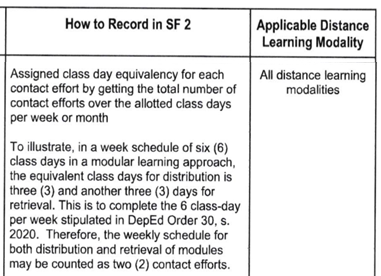 How to Record in SF 2
Applicable Distance
Learning Modality
Assigned class day equivalency for each
contact effort by getting the total number of
contact efforts over the allotted class days
per week or month
All distance learning
modalities
To illustrate, in a week schedule of six (6)
class days in a modular learning approach,
the equivalent class days for distribution is
three (3) and another three (3) days for
retrieval. This is to complete the 6 class-day
per week stipulated in DepEd Order 30, s.
2020.  Therefore, the weekly schedule for
both distribution and retrieval of modules
may be counted as two (2) contact efforts.